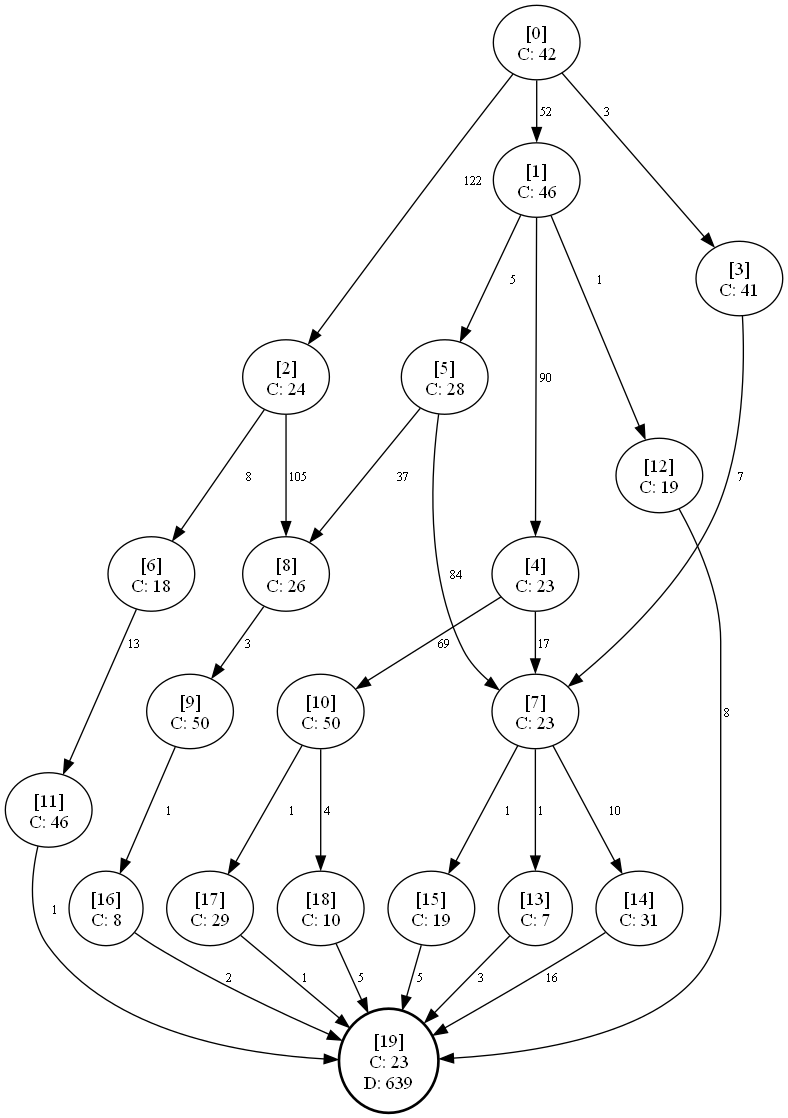 [0]
C: 42
52
3
122
[1]
C: 46
[3]
C: 41
5
1
[2]
C: 24
[5]
C: 28
90
[12]
C: 19
8
105
37
7
[6]
C: 18
[8]
C: 26
84
[4]
C: 23
13
3
69
17
[9]
C: 50
[10]
C: 50
[7]
C: 23
8
[11]
C: 46
1
1
4
1
1
10
[16]
C: 8
[17]
C: 29
[18]
C: 10
[15]
C: 19
[13]
C: 7
[14]
C: 31
1
2
1
5
5
3
16
[19]
C: 23
D: 639